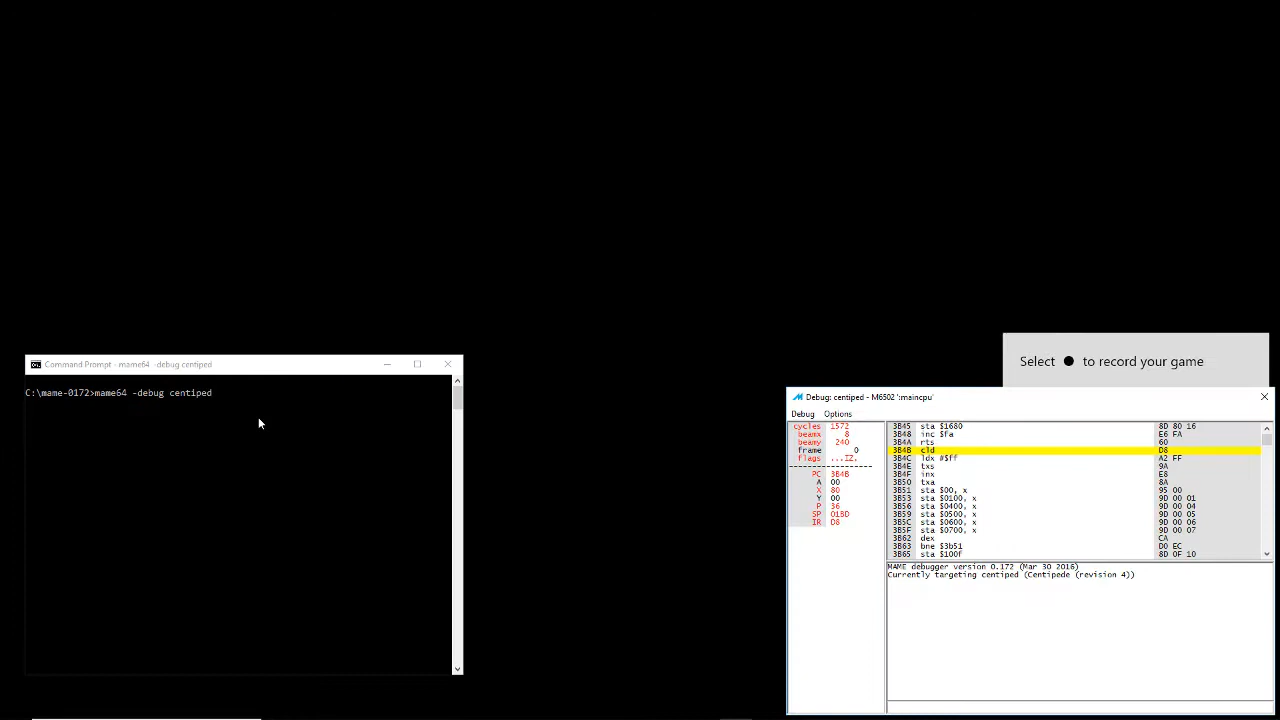 Select ● to record your game
Command Prompt - mame64 -debug centiped
C:\mame-0172>mame64 -debug centiped
Debug: centiped - M6502 ':maincpu'
Debug Options
cycles 1572
beamx 8
beamy 240
frame 0
flags ...IZ.
PC 3B4B
A 00
X 80
Y 00
P 36
SP 01BD
IR D8
3B45 sta $1680 8D 80 16
3B48 inc $fa E6 FA
3B4A rts 60
3B4B cld D8
3B4C ldx #$ff A2 FF
3B4E txs 9A
3B4F inx E8
3B50 txa 8A
3B51 sta $00, x 95 00
3B53 sta $0100, x 9D 00 01
3B56 sta $0400, x 9D 00 04
3B59 sta $0500, x 9D 00 05
3B5C sta $0600, x 9D 00 06
3B5F sta $0700, x 9D 00 07
3B62 dex CA
3B63 bne $3b51 D0 EC
3B65 sta $100f 8D 0F 10
MAME debugger version 0.172 (Mar 30 2016)
Currently targeting centiped (Centipede (revision 4))